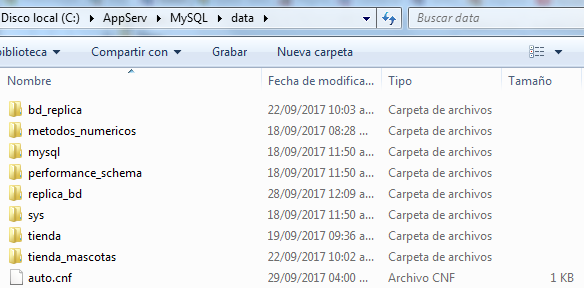 Disco local (C:) ▸ AppServ ▸ MySQL ▸ data ▸ Buscar data
biblioteca ▾ Compartir con ▾ Grabar Nueva carpeta
Nombre Fecha de modifica... Tipo Tamaño
bd_replica 22/09/2017 10:03 a... Carpeta de archivos
metodos_numericos 18/09/2017 08:28 ... Carpeta de archivos
mysql 18/09/2017 11:50 a... Carpeta de archivos
performance_schema 18/09/2017 11:50 a... Carpeta de archivos
replica_bd 28/09/2017 12:09 a... Carpeta de archivos
sys 18/09/2017 11:50 a... Carpeta de archivos
tienda 19/09/2017 09:36 a... Carpeta de archivos
tienda_mascotas 22/09/2017 10:02 a... Carpeta de archivos
auto.cnf 29/09/2017 04:00 ... Archivo CNF 1 KB